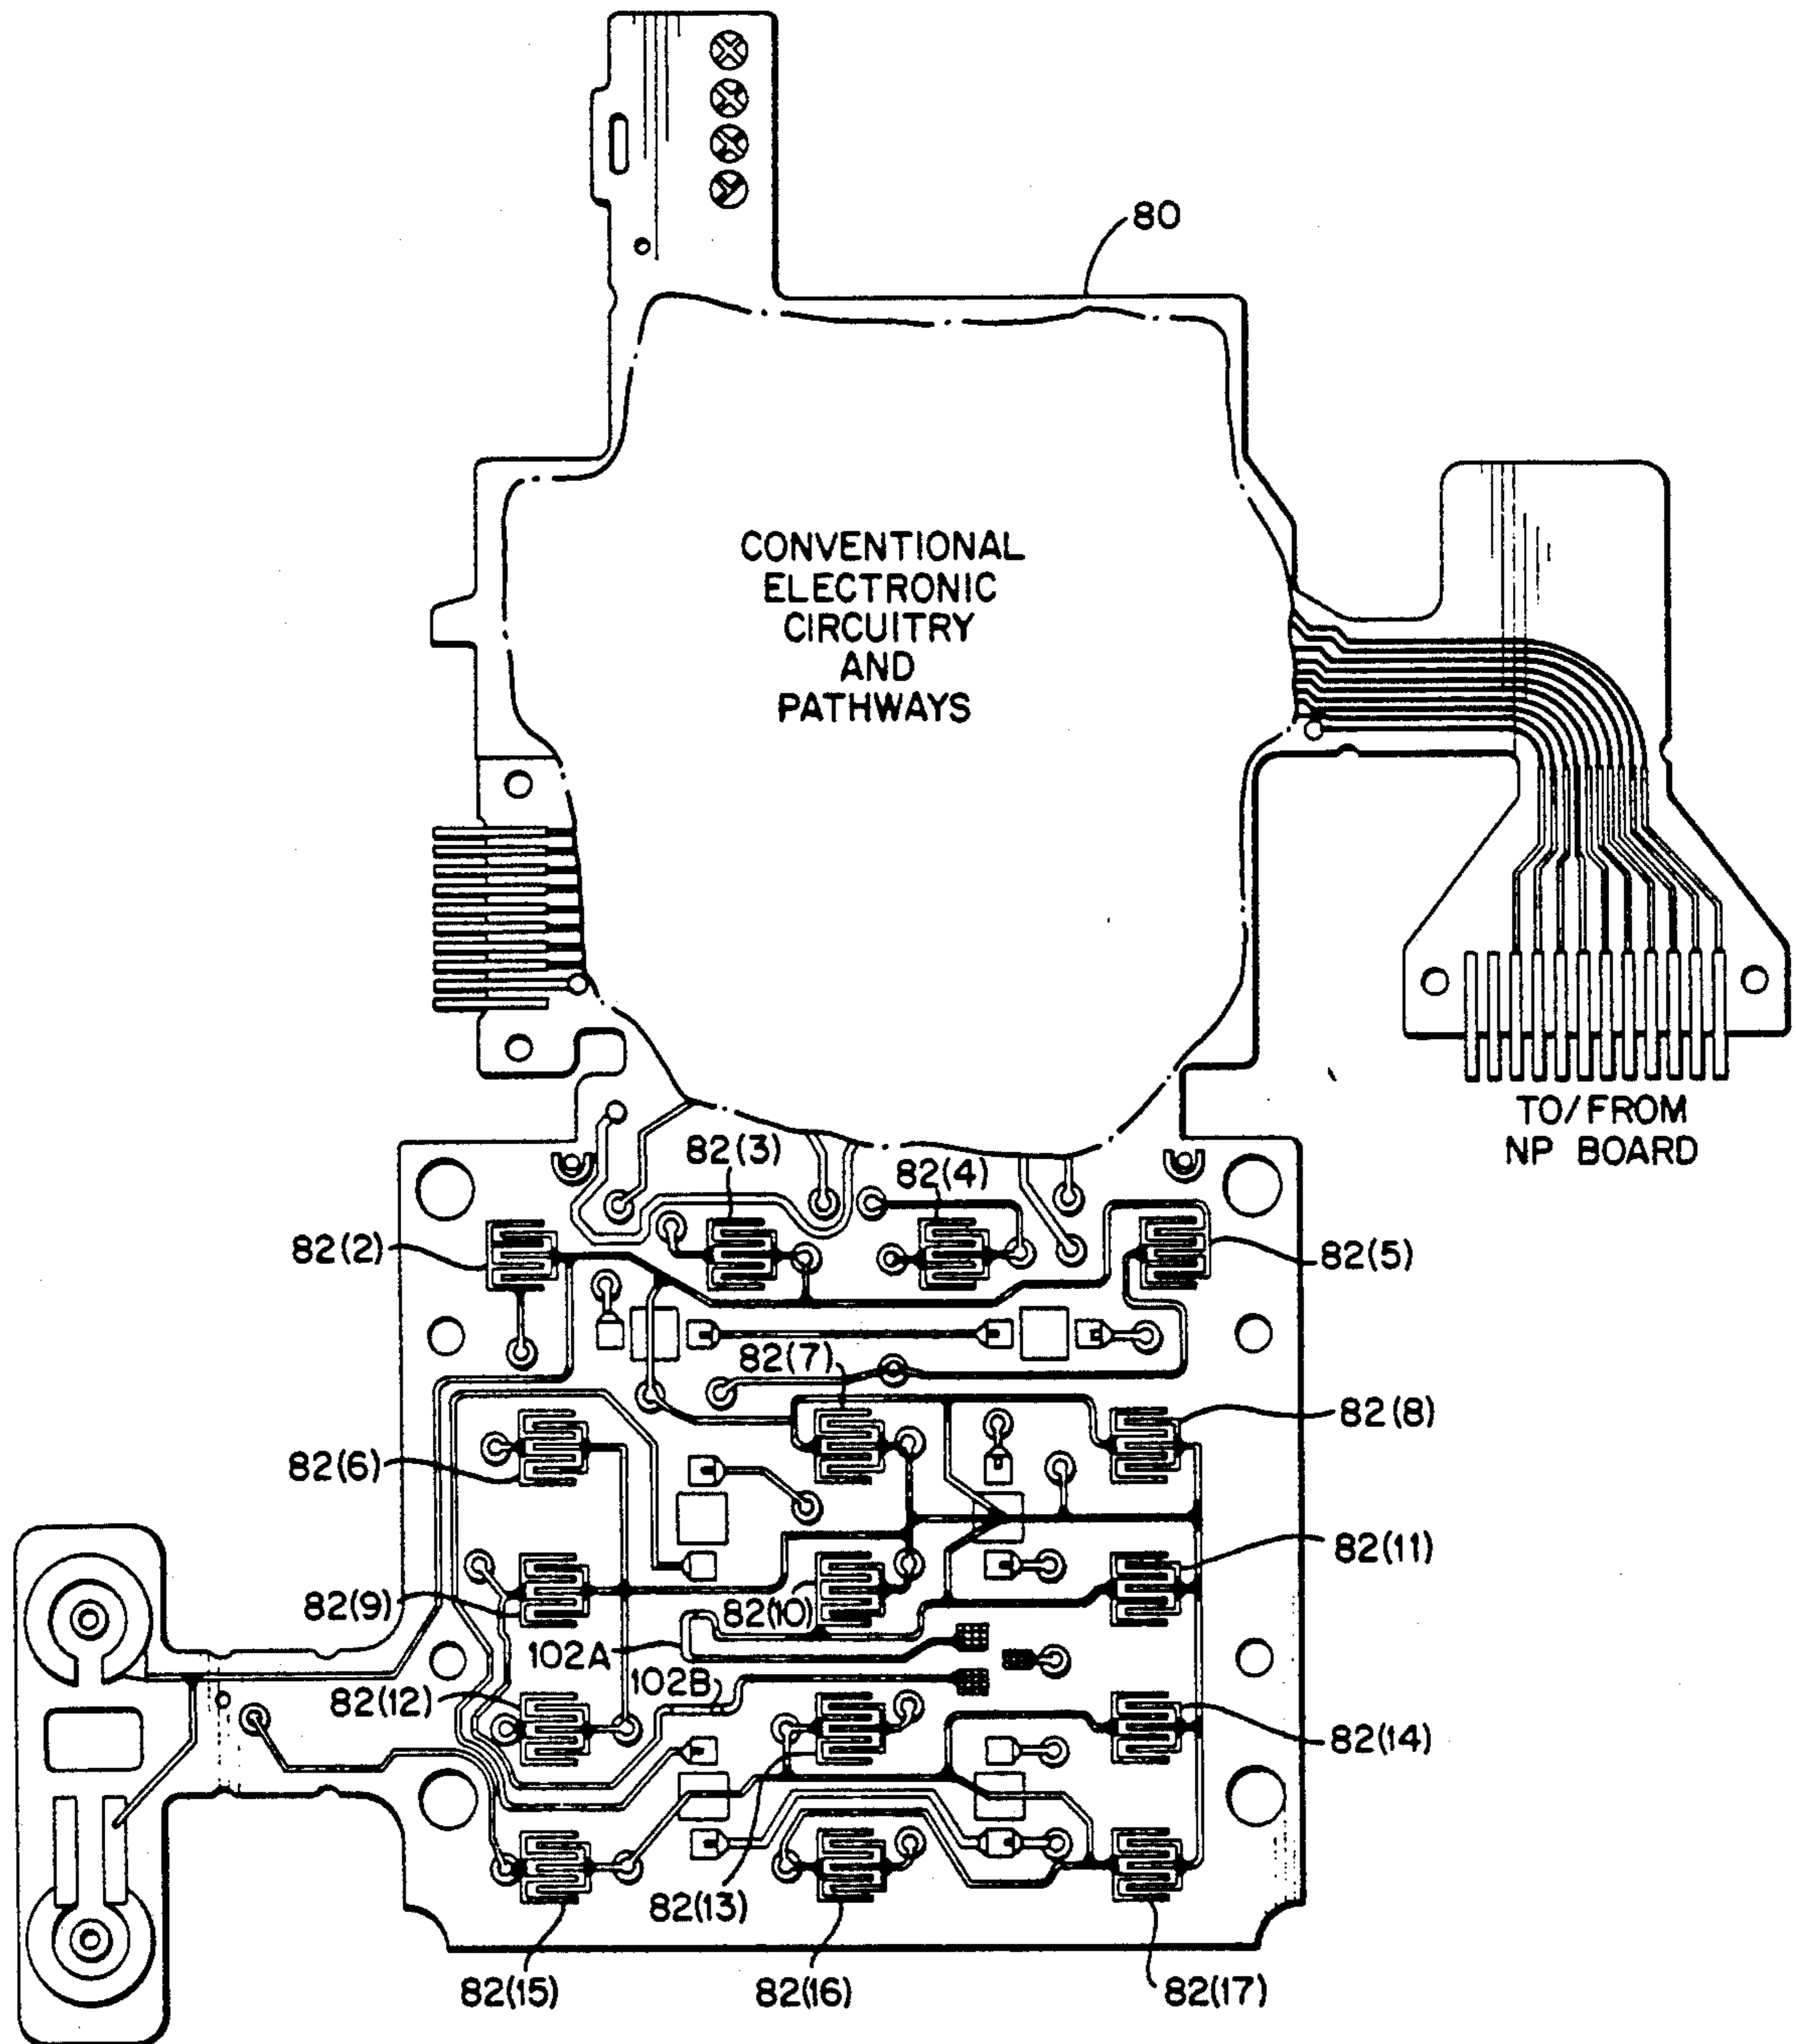 80
CONVENTIONAL
ELECTRONIC
CIRCUITRY
AND
PATHWAYS
TO/FROM
NP BOARD
82(3)
82(4)
82(2)
82(5)
82(7)
82(8)
82(6)
82(11)
82(9)
82(10)
102A
102B
82(12)
82(14)
82(13)
82(15)
82(16)
82(17)